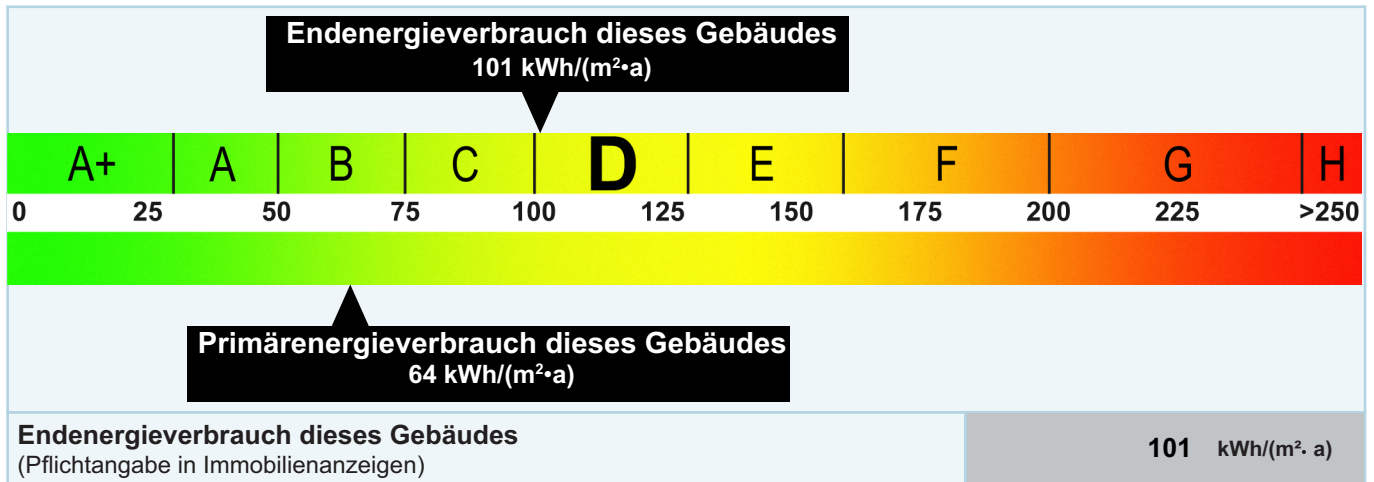 Endenergieverbrauch dieses Gebäudes
101 kWh/(m²•a)
A+ A B C D E F G H
0 25 50 75 100 125 150 175 200 225 >250
Primärenergieverbrauch dieses Gebäudes
64 kWh/(m²•a)
Endenergieverbrauch dieses Gebäudes
(Pflichtangabe in Immobilienanzeigen)
101 kWh/(m²· a)